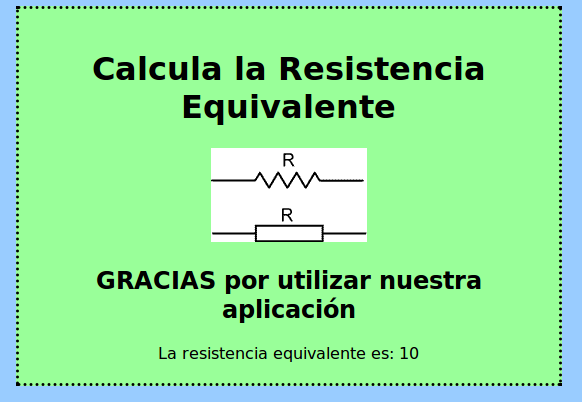 Calcula la Resistencia
Equivalente
R
R
GRACIAS por utilizar nuestra
aplicación
La resistencia equivalente es: 10